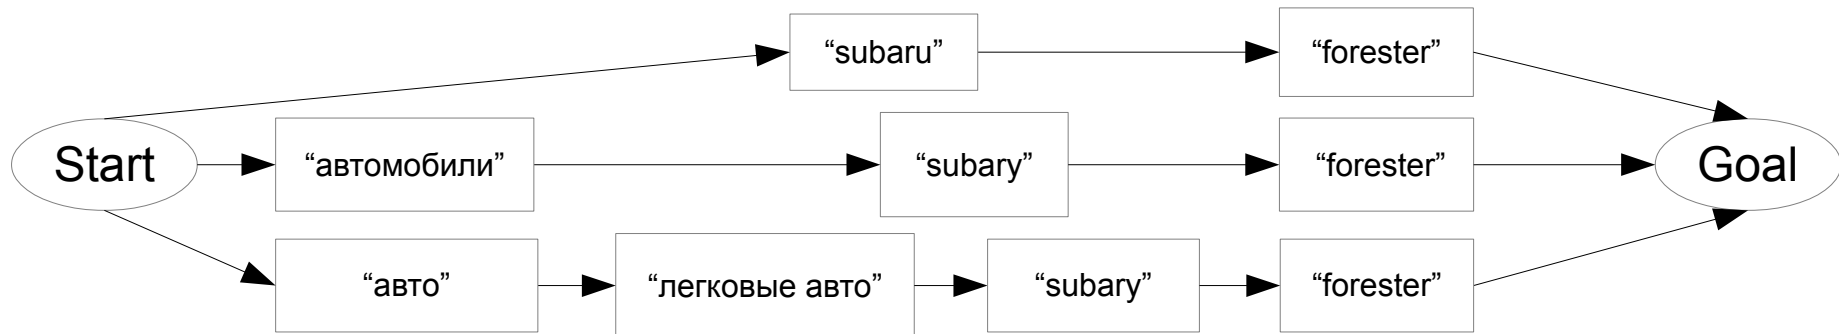 “subaru” “forester”
Start “автомобили” “subary” “forester” Goal
“авто” “легковые авто” “subary” “forester”